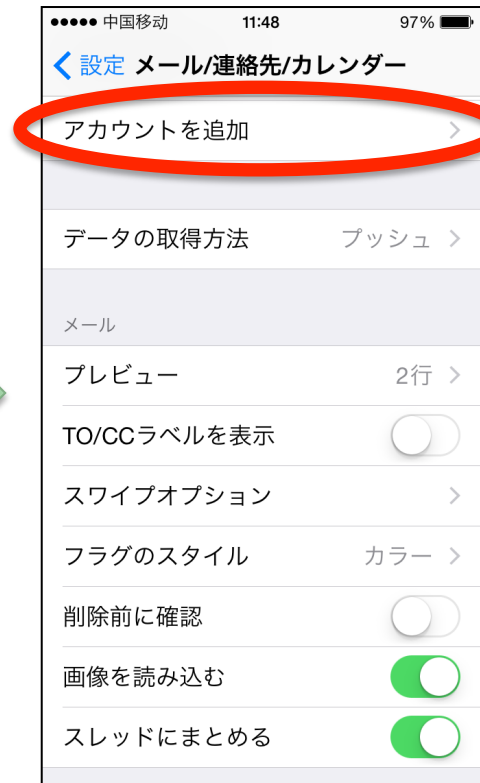 中国移动 11:48 97%
設定 メール/連絡先/カレンダー
アカウントを追加
データの取得方法 プッシュ
メール
プレビュー 2行
TO/CCラベルを表示
スワイプオプション
フラグのスタイル カラー
削除前に確認
画像を読み込む
スレッドにまとめる